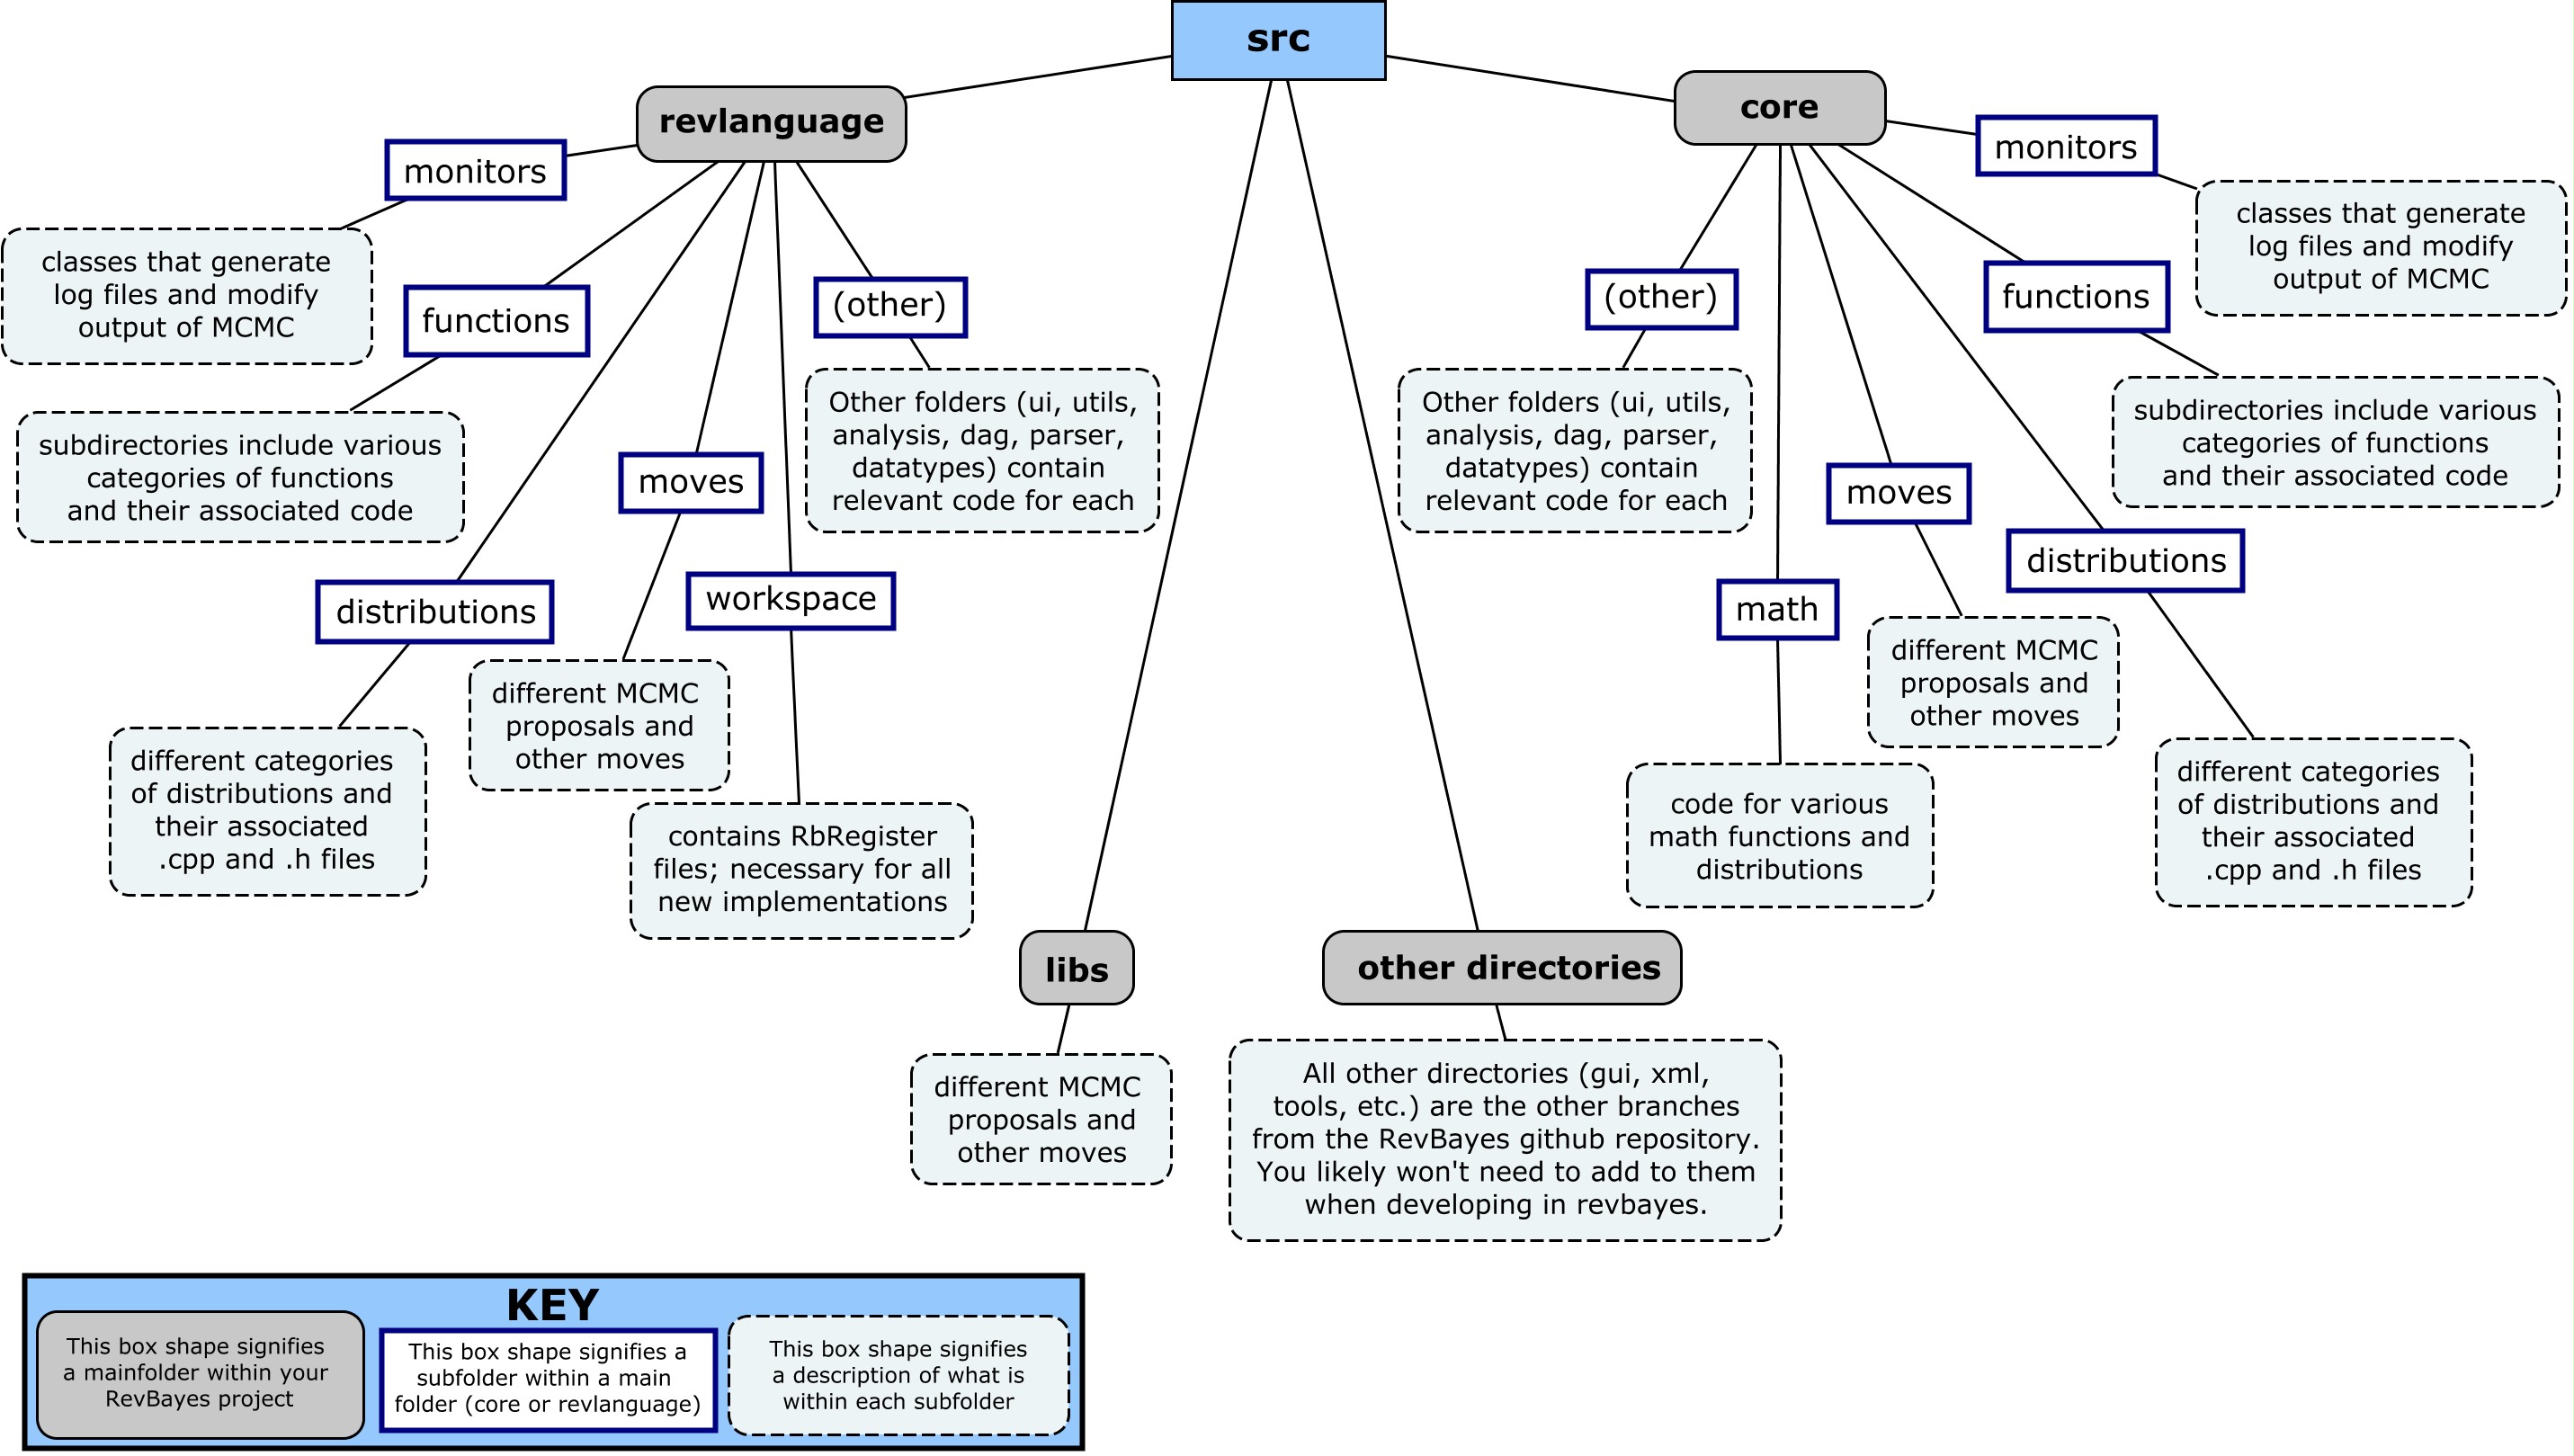 src
revlanguage
core
monitors
classes that generate
log files and modify
output of MCMC
functions
subdirectories include various
categories of functions
and their associated code
distributions
different categories
of distributions and
their associated
.cpp and .h files
moves
different MCMC
proposals and
other moves
workspace
contains RbRegister
files; necessary for all
new implementations
(other)
Other folders (ui, utils,
analysis, dag, parser,
datatypes) contain
relevant code for each
(other)
Other folders (ui, utils,
analysis, dag, parser,
datatypes) contain
relevant code for each
math
code for various
math functions and
distributions
moves
different MCMC
proposals and
other moves
distributions
different categories
of distributions and
their associated
.cpp and .h files
functions
subdirectories include various
categories of functions
and their associated code
monitors
classes that generate
log files and modify
output of MCMC
libs
different MCMC
proposals and
other moves
other directories
All other directories (gui, xml,
tools, etc.) are the other branches
from the RevBayes github repository.
You likely won't need to add to them
when developing in revbayes.
KEY
This box shape signifies
a mainfolder within your
RevBayes project
This box shape signifies a
subfolder within a main
folder (core or revlanguage)
This box shape signifies
a description of what is
within each subfolder